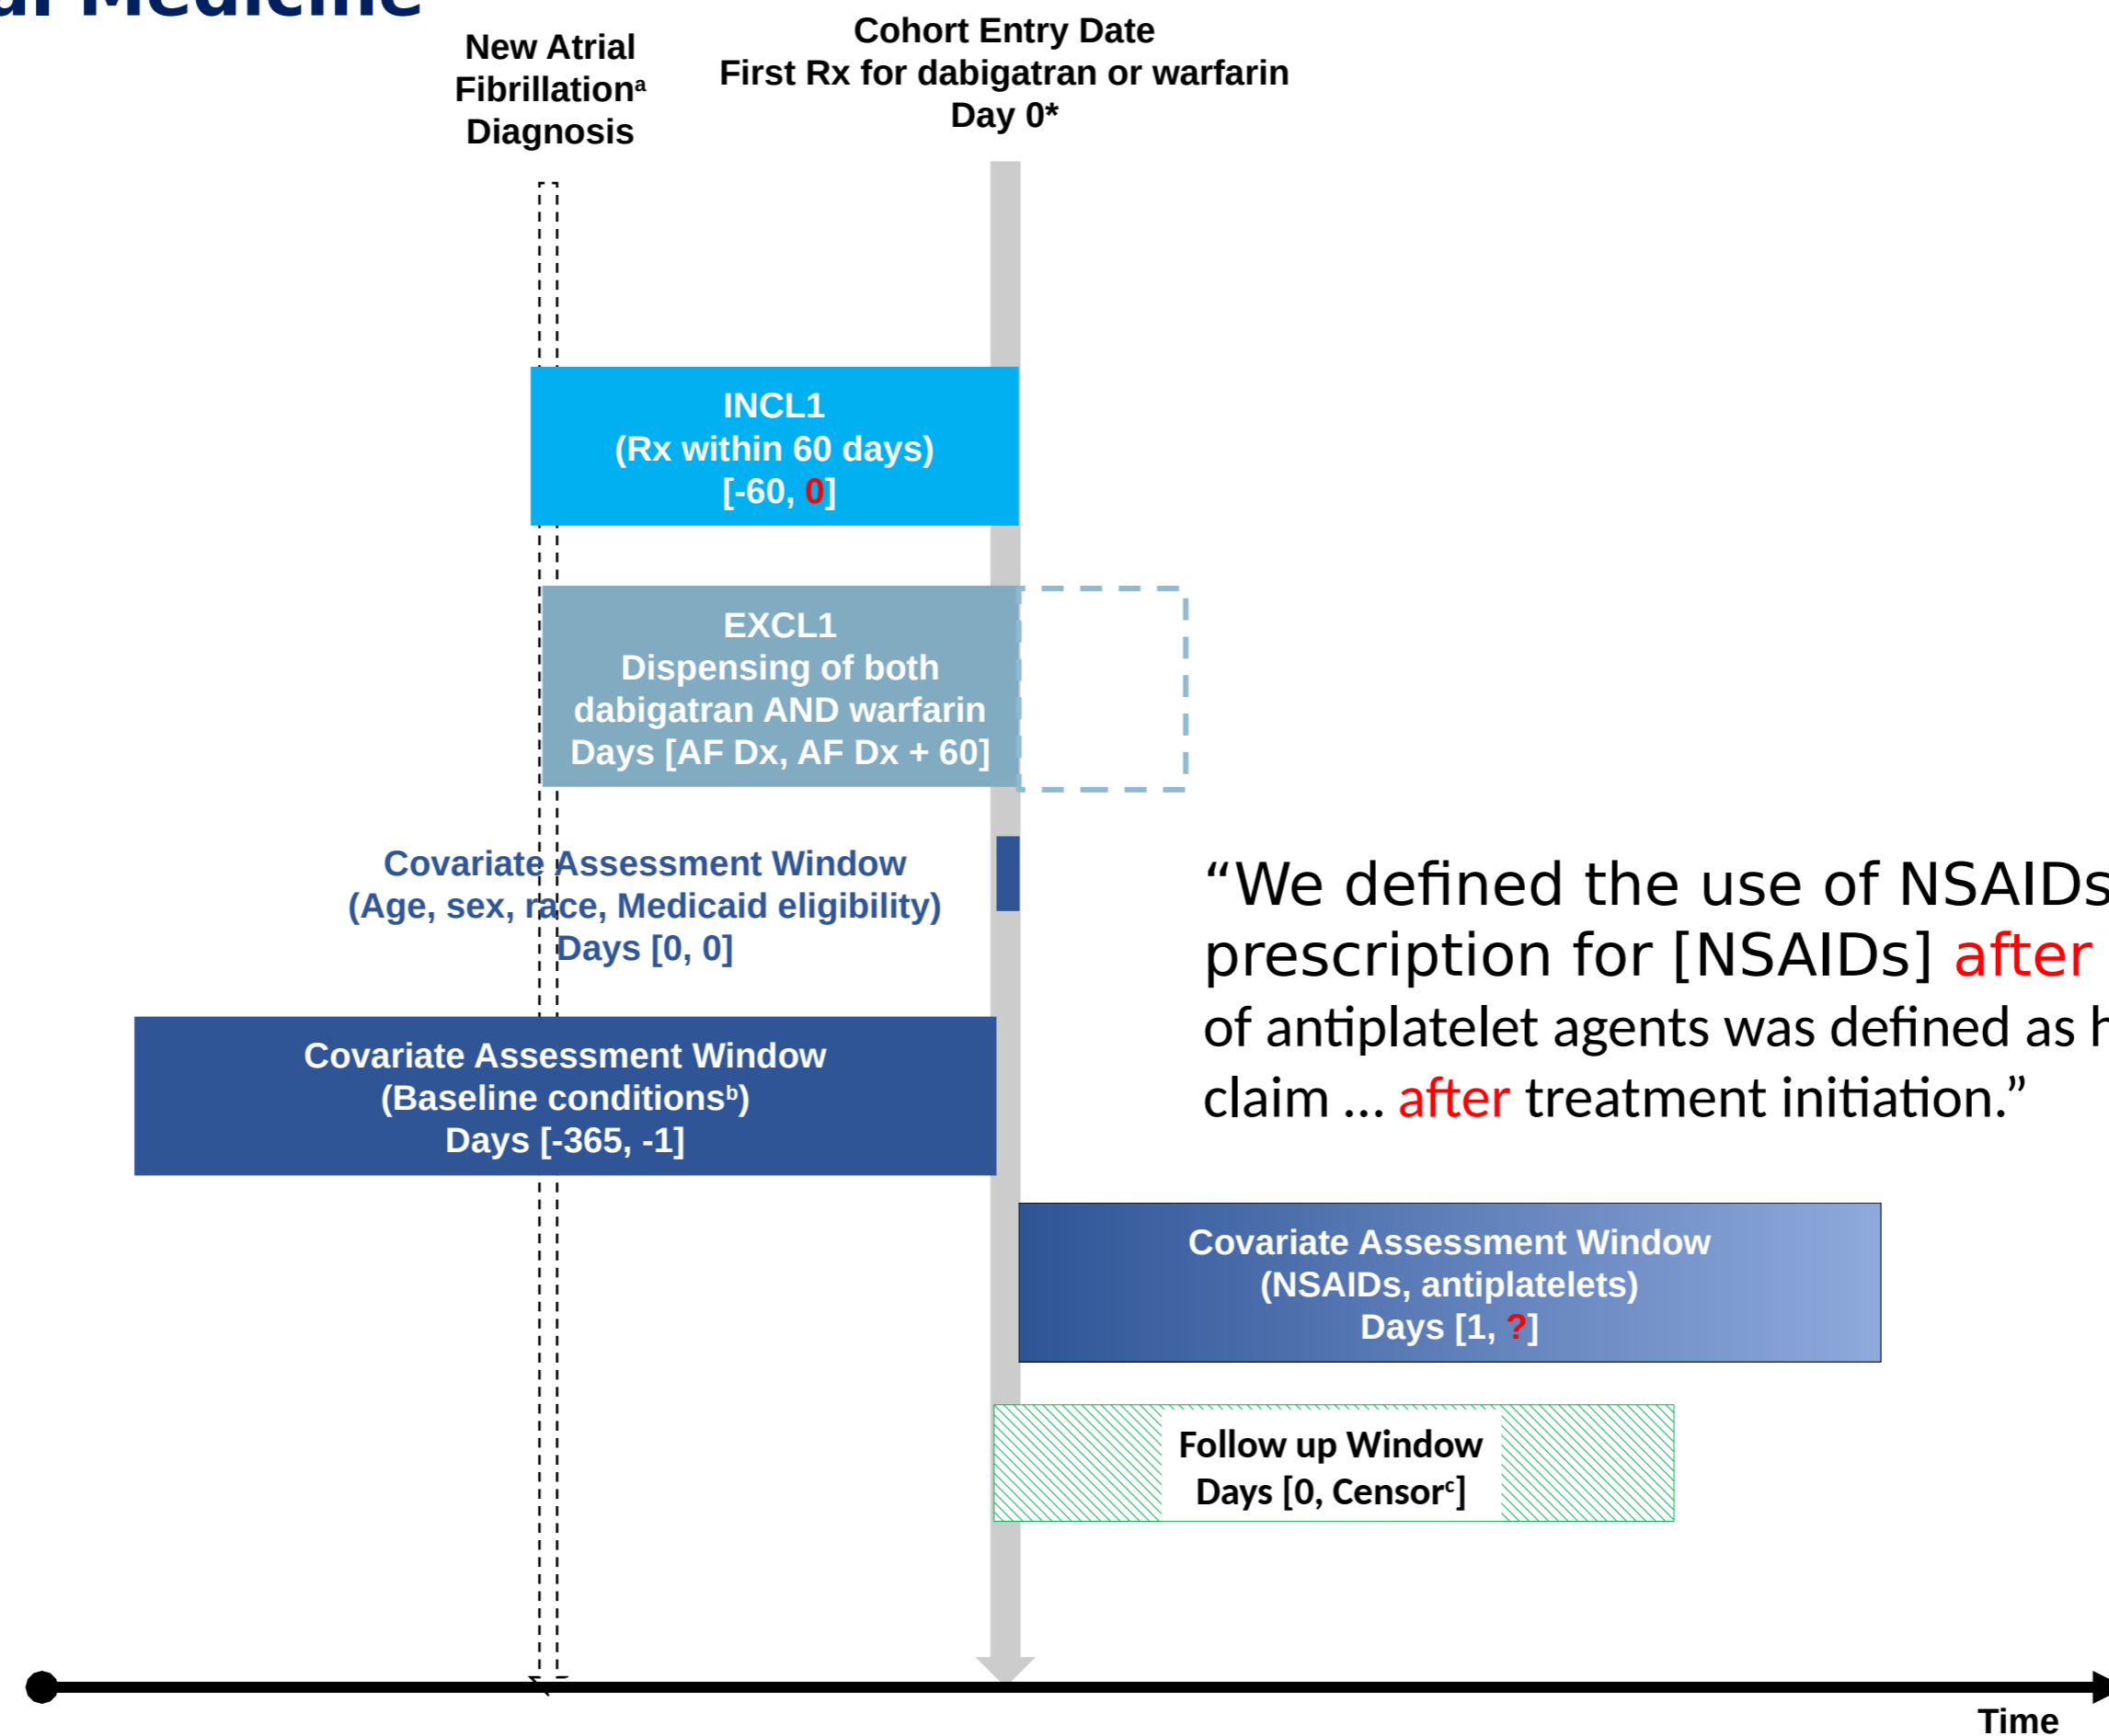 Medicine
New Atrial
Fibrillationᵃ
Diagnosis
Cohort Entry Date
First Rx for dabigatran or warfarin
Day 0*
INCL1
(Rx within 60 days)
[-60, 0]
EXCL1
Dispensing of both
dabigatran AND warfarin
Days [AF Dx, AF Dx + 60]
Covariate Assessment Window
(Age, sex, race, Medicaid eligibility)
Days [0, 0]
“We defined the use of NSAIDs
prescription for [NSAIDs] after
of antiplatelet agents was defined as
claim … after treatment initiation.”
Covariate Assessment Window
(Baseline conditionsᵇ)
Days [-365, -1]
Covariate Assessment Window
(NSAIDs, antiplatelets)
Days [1, ?]
Follow up Window
Days [0, Censorᶜ]
Time